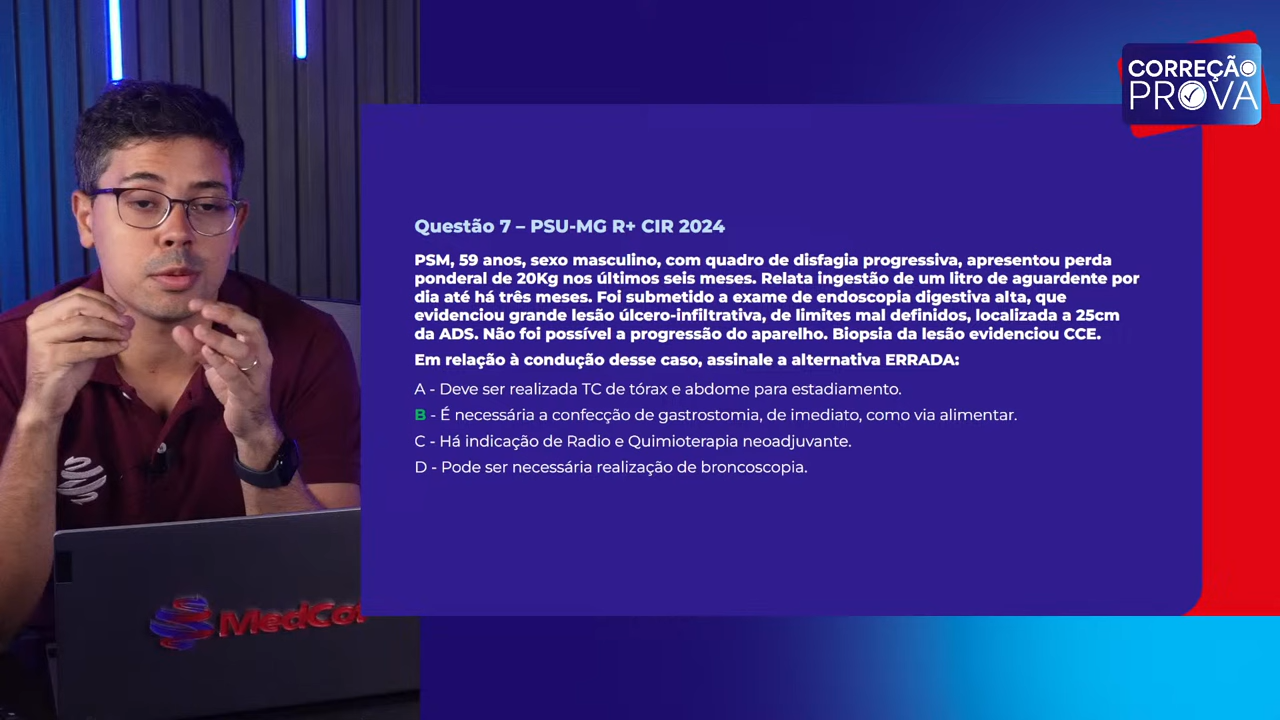 CORREÇÃO
PROVA
Questão 7 – PSU-MG R+ CIR 2024
PSM, 59 anos, sexo masculino, com quadro de disfagia progressiva, apresentou perda
ponderal de 20Kg nos últimos seis meses. Relata ingestão de um litro de aguardente por
dia até há três meses. Foi submetido a exame de endoscopia digestiva alta, que
evidenciou grande lesão úlcero-infiltrativa, de limites mal definidos, localizada a 25cm
da ADS. Não foi possível a progressão do aparelho. Biopsia da lesão evidenciou CCE.
Em relação à condução desse caso, assinale a alternativa ERRADA:
A - Deve ser realizada TC de tórax e abdome para estadiamento.
B - É necessária a confecção de gastrostomia, de imediato, como via alimentar.
C - Há indicação de Radio e Quimioterapia neoadjuvante.
D - Pode ser necessária realização de broncoscopia.